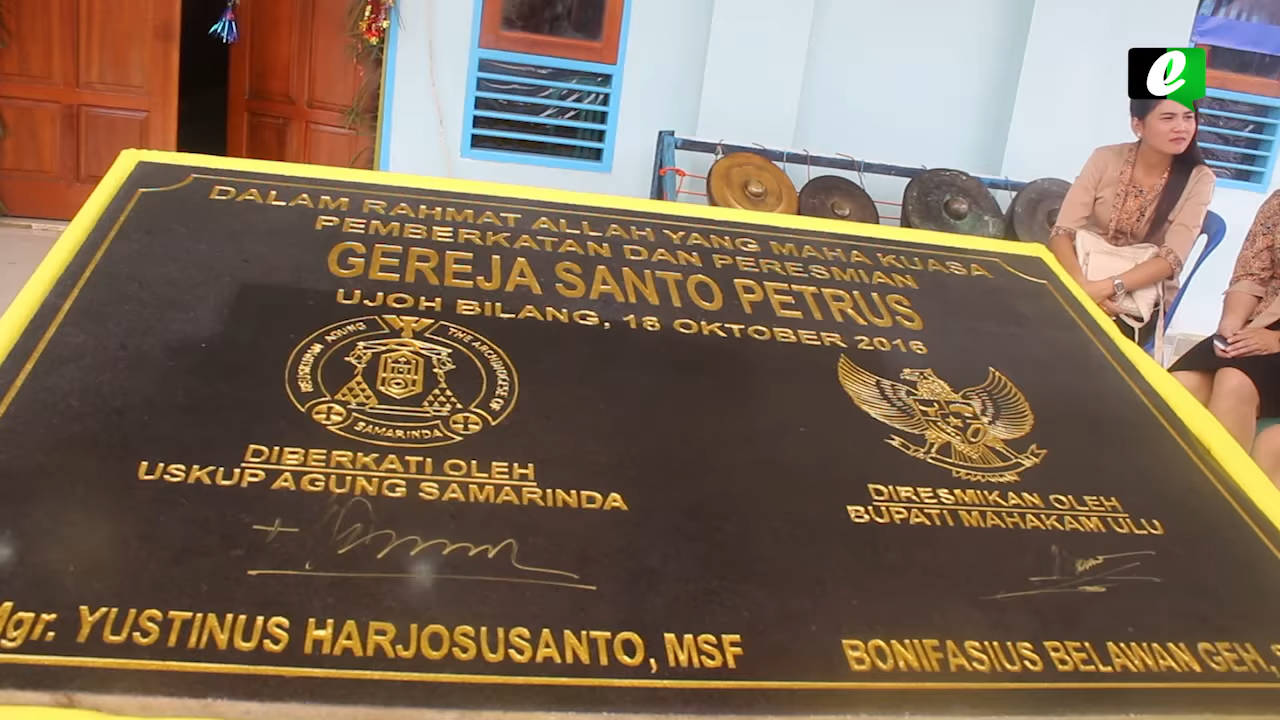 e
DALAM RAHMAT ALLAH YANG MAHA KUASA
PEMBERKATAN DAN PERESMIAN
GEREJA SANTO PETRUS
UJOH BILANG, 18 OKTOBER 2016
KEUSKUPAN AGUNG THE ARCHDIOCESE OF
SAMARINDA
DIBERKATI OLEH
USKUP AGUNG SAMARINDA
DIRESMIKAN OLEH
BUPATI MAHAKAM ULU
Mgr. YUSTINUS HARJOSUSANTO, MSF
BONIFASIUS BELAWAN GEH. S